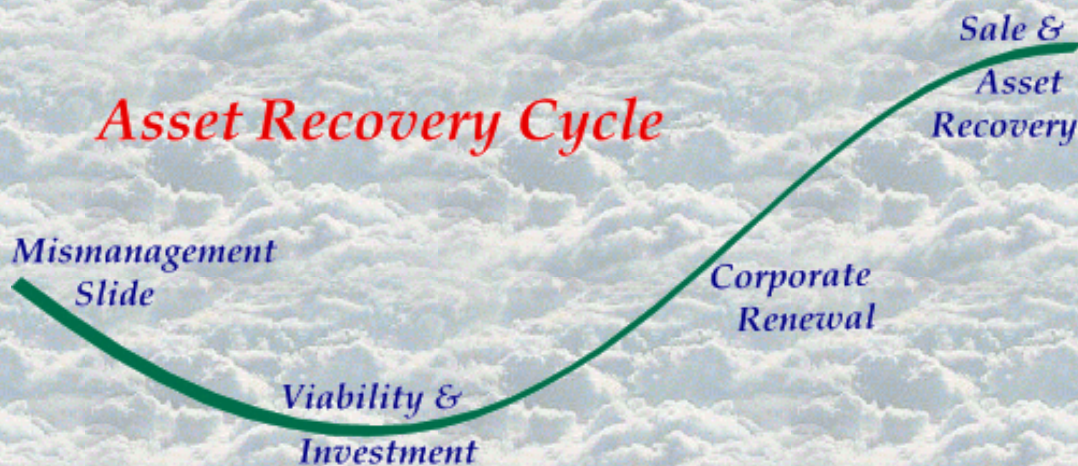 Asset Recovery Cycle
Mismanagement
Slide
Viability &
Investment
Corporate
Renewal
Sale &
Asset
Recovery